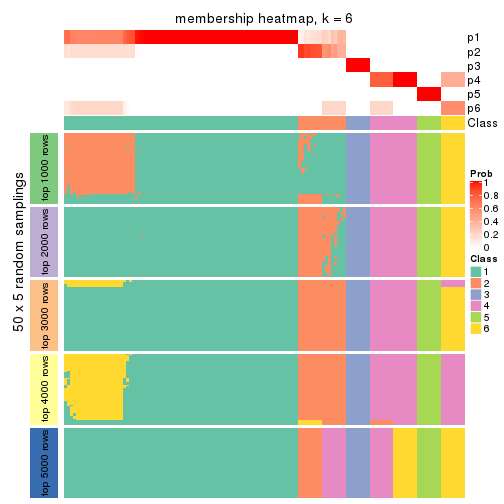 membership heatmap, k = 6
p1
p2
p3
p4
p5
p6
Class
50 x 5 random samplings
top 1000 rows
top 2000 rows
top 3000 rows
top 4000 rows
top 5000 rows
Prob
1
0.8
0.6
0.4
0.2
0
Class
1
2
3
4
5
6